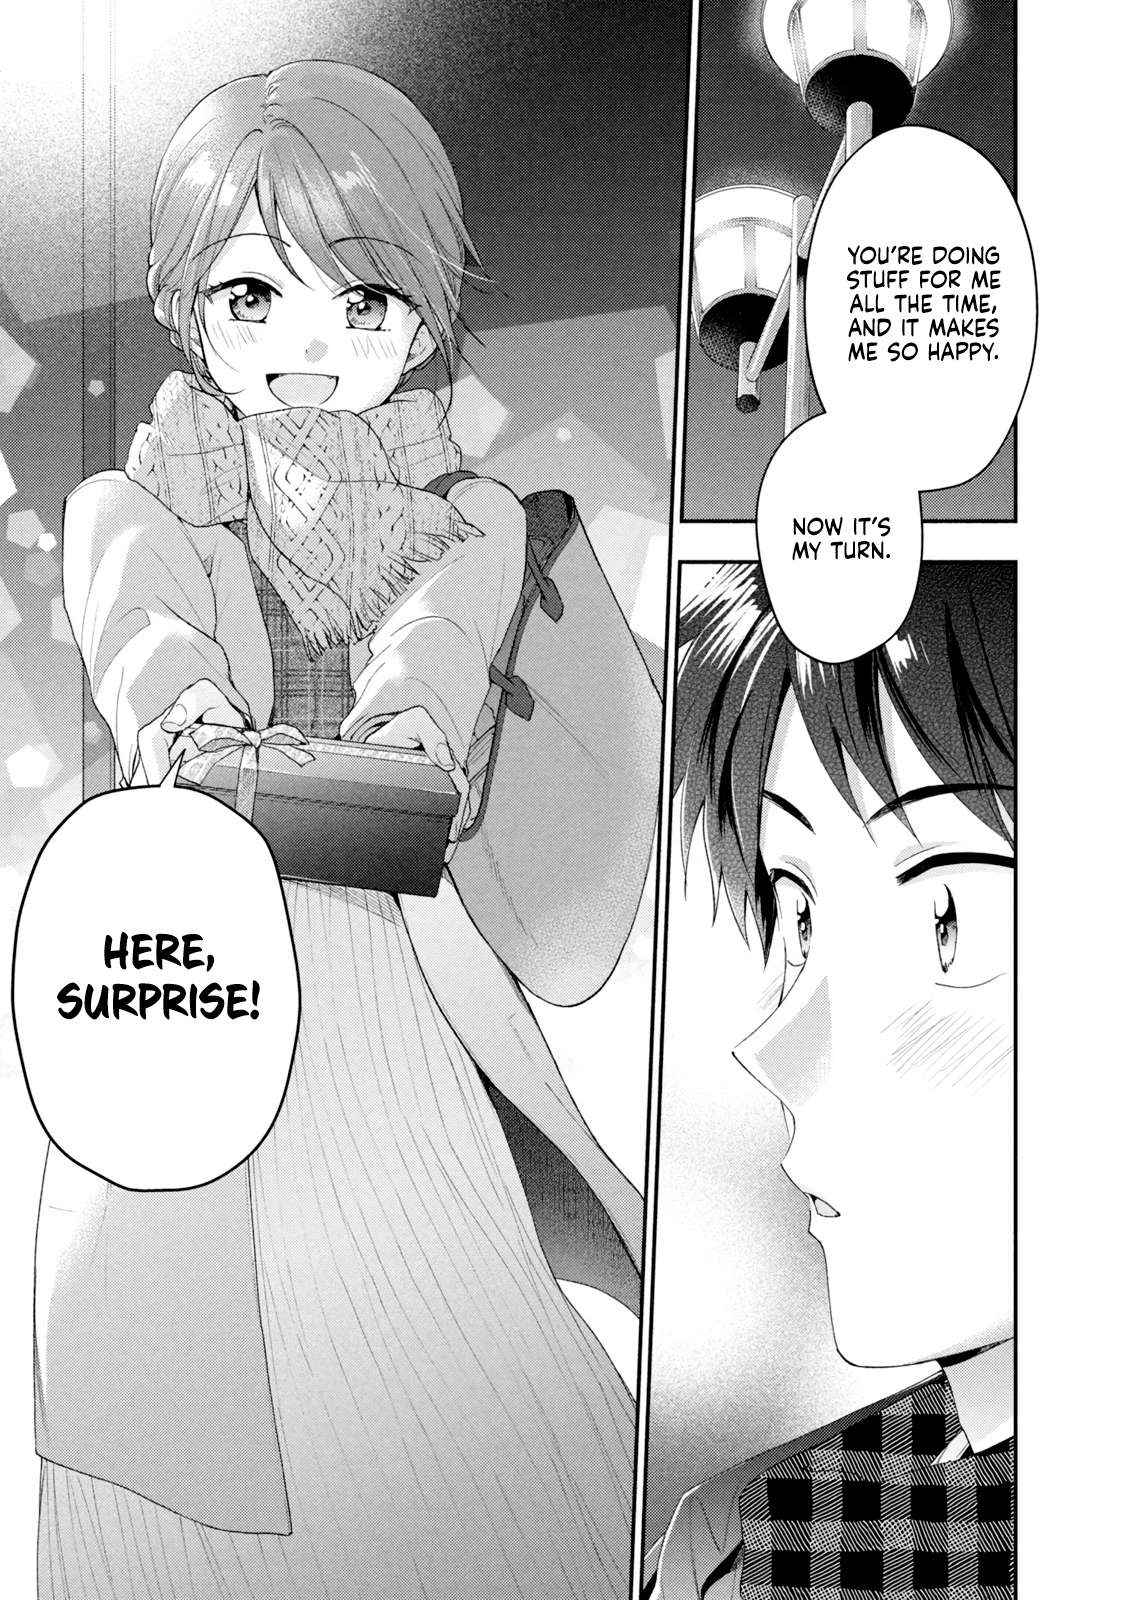 YOU'RE DOING
STUFF FOR ME
ALL THE TIME,
AND IT MAKES
ME SO HAPPY.
NOW IT'S
MY TURN.
HERE,
SURPRISE!